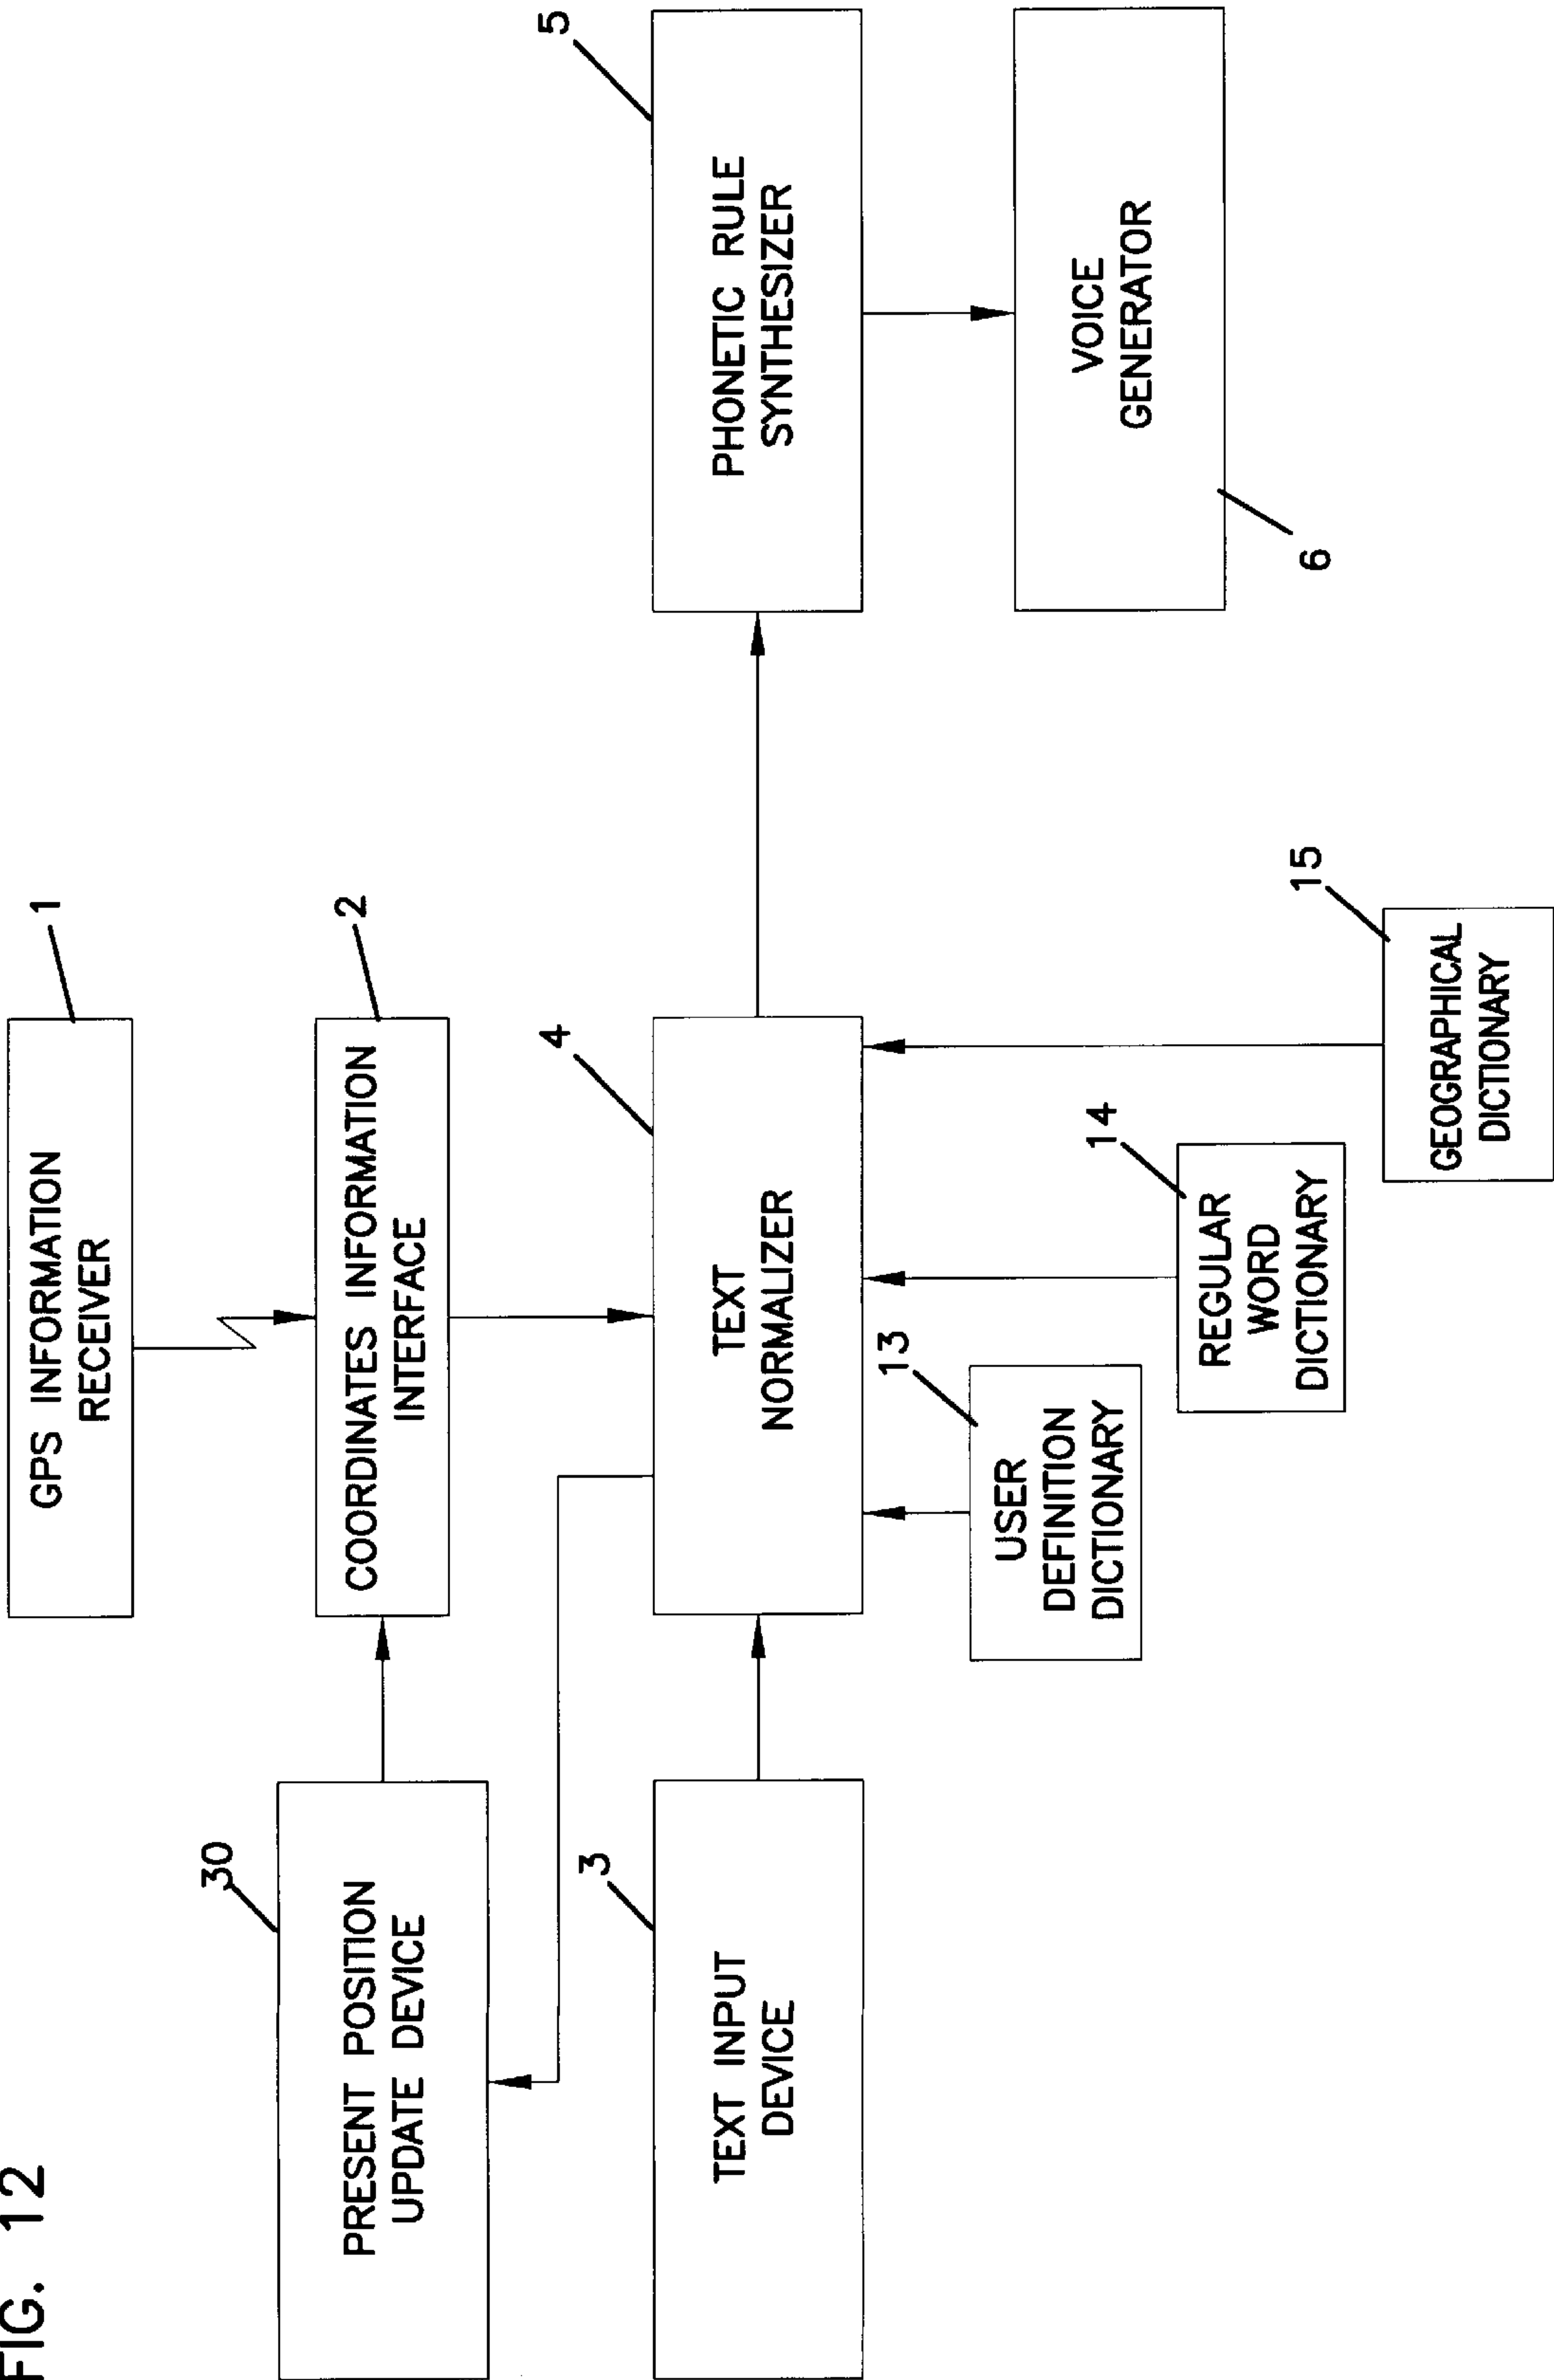 FIG. 12
GPS INFORMATION
RECEIVER
1
30
PRESENT POSITION
UPDATE DEVICE
COORDINATES INFORMATION
INTERFACE
2
3
TEXT INPUT
DEVICE
4
TEXT
NORMALIZER
5
PHONETIC RULE
SYNTHESIZER
VOICE
GENERATOR
6
13
USER
DEFINITION
DICTIONARY
14
REGULAR
WORD
DICTIONARY
15
GEOGRAPHICAL
DICTIONARY